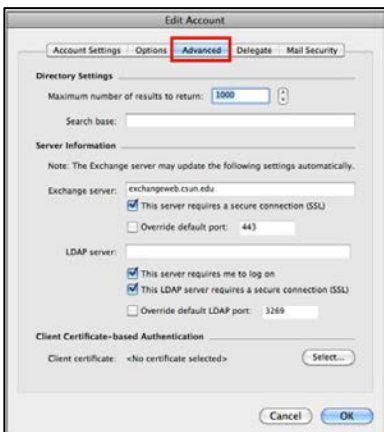 Edit Account
Account Settings Options Advanced Delegate Mail Security
Directory Settings
Maximum number of results to return: 1000
Search base:
Server Information
Note: The Exchange server may update the following settings automatically.
Exchange server: exchangeweb.csun.edu
This server requires a secure connection (SSL)
Override default port: 443
LDAP server:
This server requires me to log on
This LDAP server requires a secure connection (SSL)
Override default LDAP port: 3269
Client Certificate-based Authentication
Client certificate: <No certificate selected> Select...
Cancel OK